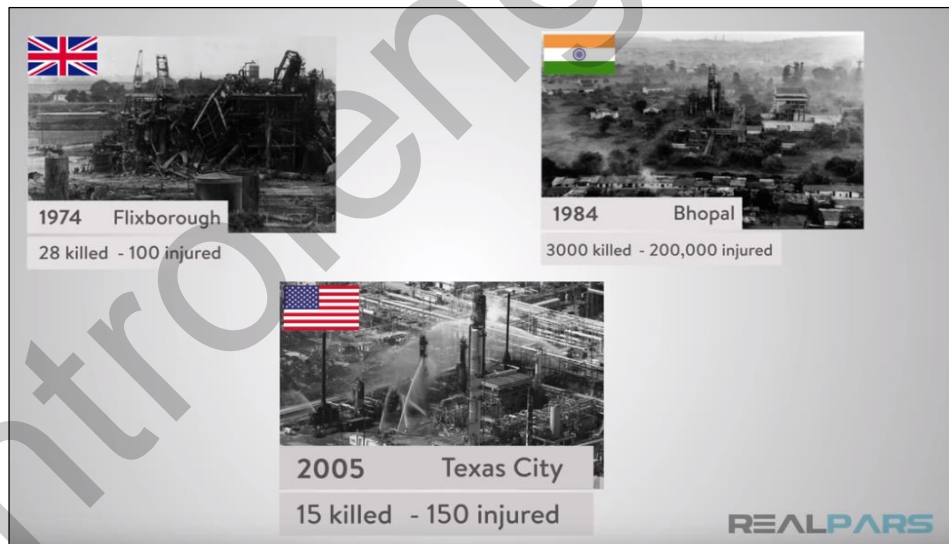 1974 Flixborough
28 killed - 100 injured
1984 Bhopal
3000 killed - 200,000 injured
2005 Texas City
15 killed - 150 injured
REALPARS